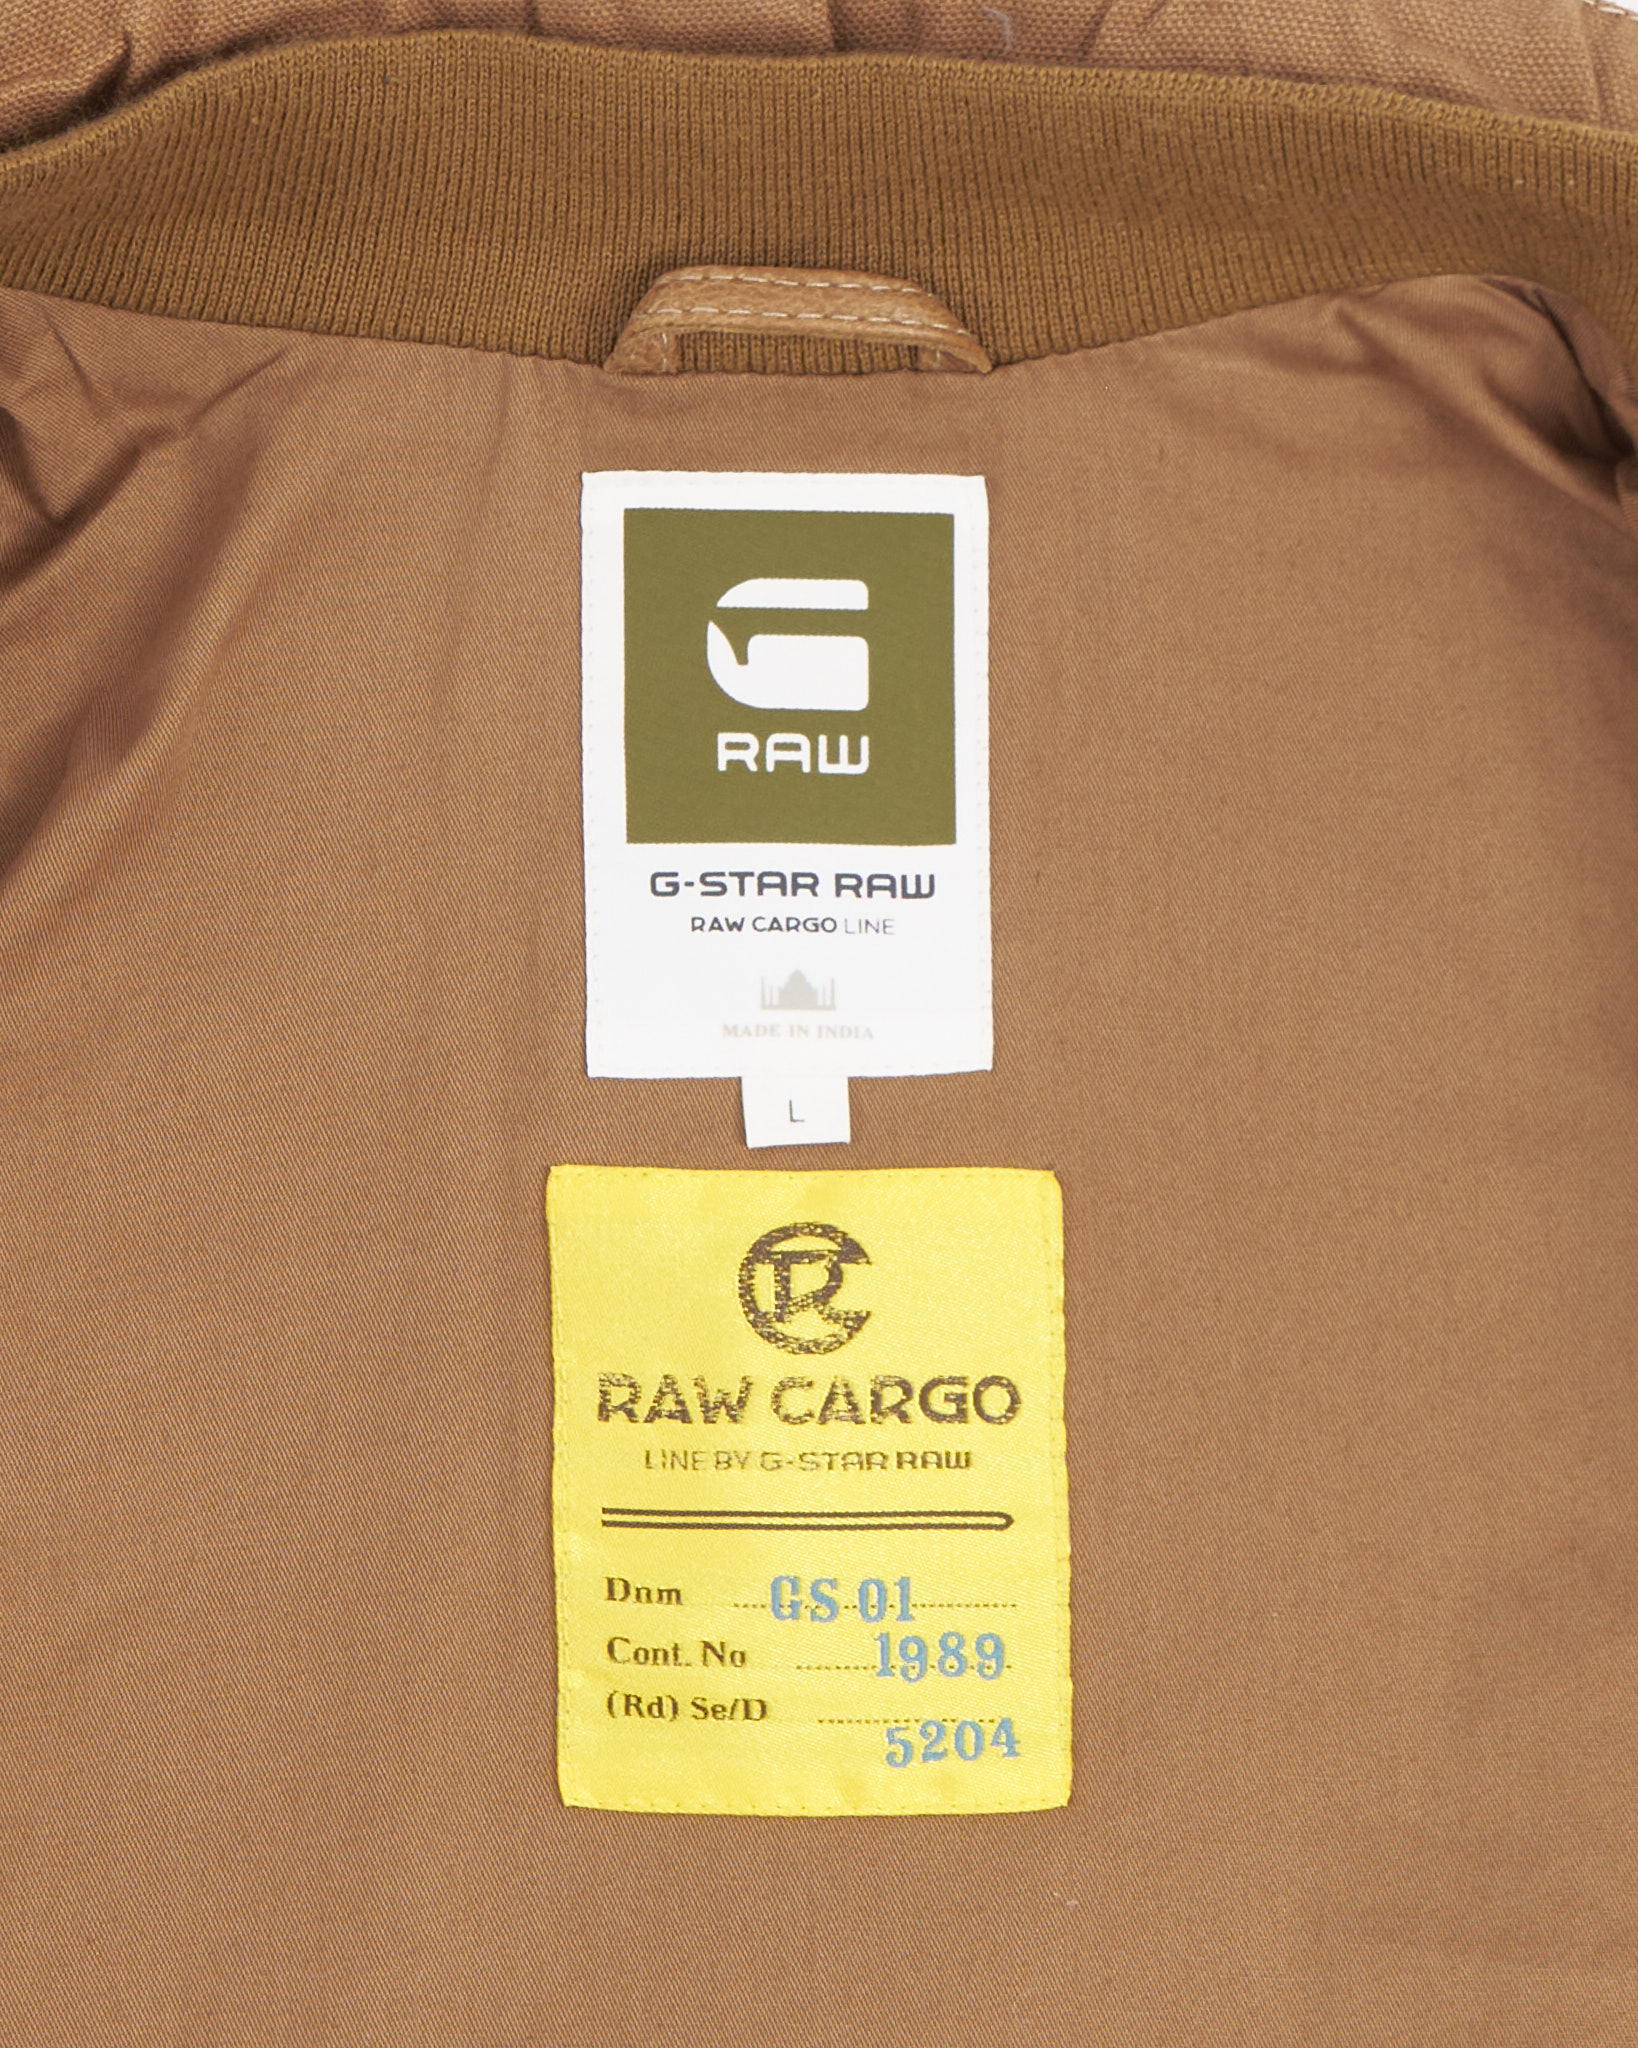 RAW
G-STAR RAW
RAW CARGO LINE
MADE IN INDIA
L
RAW CARGO
LINE BY G-STAR RAW
Dnm GS 01
Cont. No 1989
(Rd) Se/D 5204